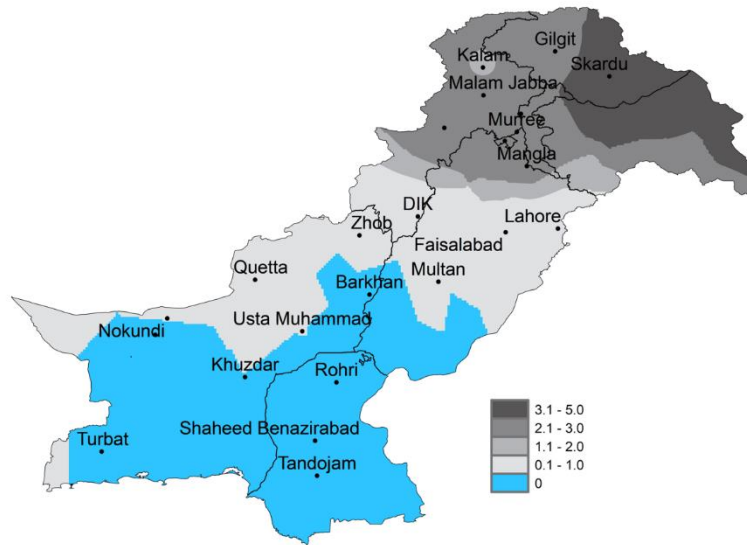 Gilgit
Kalam
Skardu
Malam Jabba
Murree
Mangla
DIK
Lahore
Zhob
Faisalabad
Quetta
Barkhan
Multan
Nokundi
Usta Muhammad
Khuzdar
Rohri
Turbat
Shaheed Benazirabad
Tandojam
3.1 - 5.0
2.1 - 3.0
1.1 - 2.0
0.1 - 1.0
0